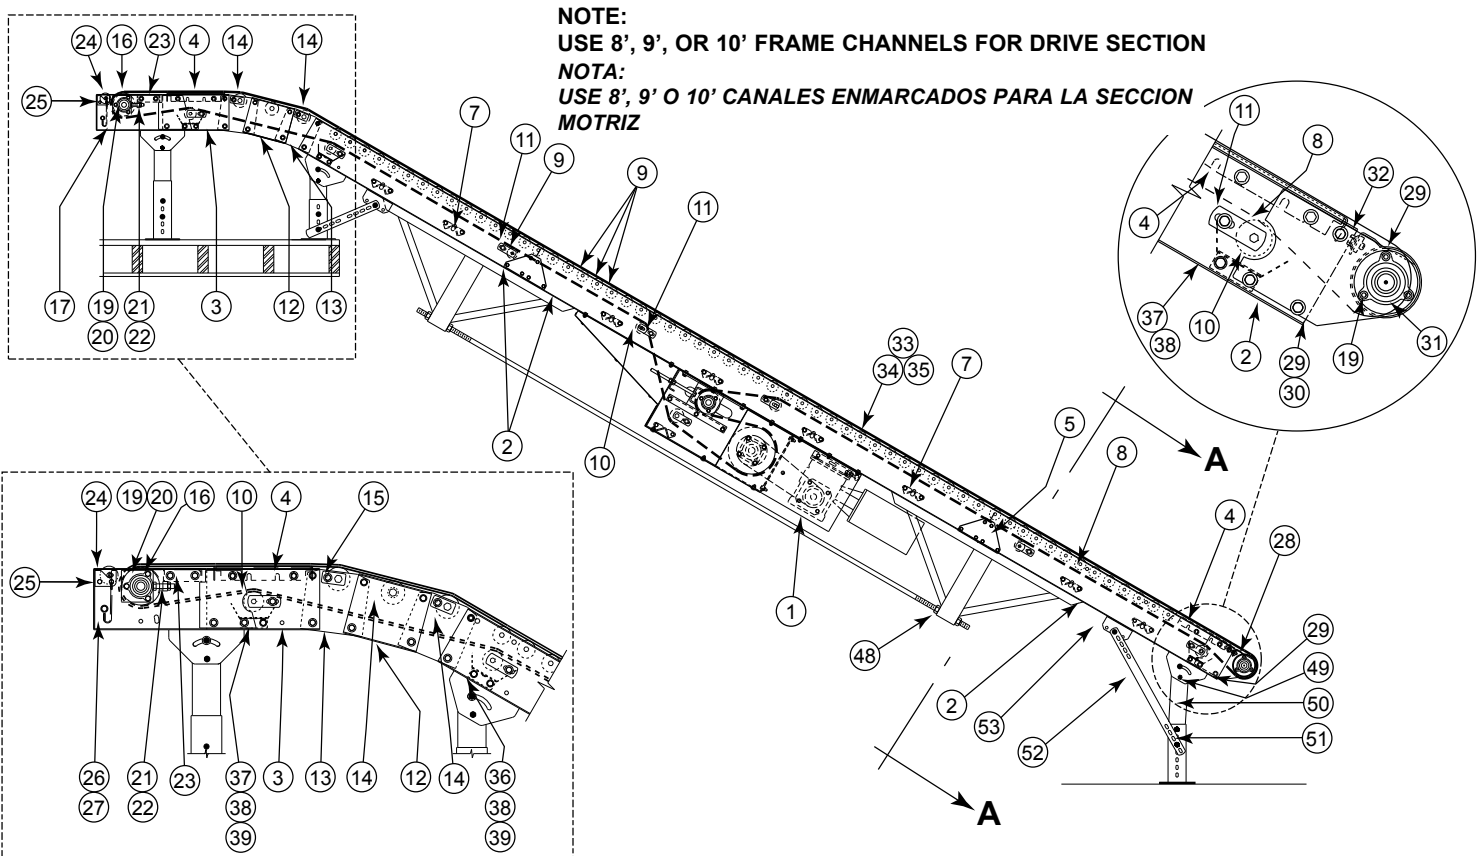 NOTE:
USE 8’, 9’, OR 10’ FRAME CHANNELS FOR DRIVE SECTION
NOTA:
USE 8’, 9’ O 10’ CANALES ENMARCADOS PARA LA SECCION
MOTRIZ
24 16 23 4 14 14
25
17 19 21 3 12 13
20 22
7 11 9 9 11
2 10
33
34 35
7 5 8 4 28
1
48 2 53 52
29
49
50
51
A
A
11 8 32 29
4
37 10 2 29 19 31
38 30
24 19 20 16 10 4 15
25
26 21 23 37 3 13 14 12 14 36
27 22 38 38
39 39